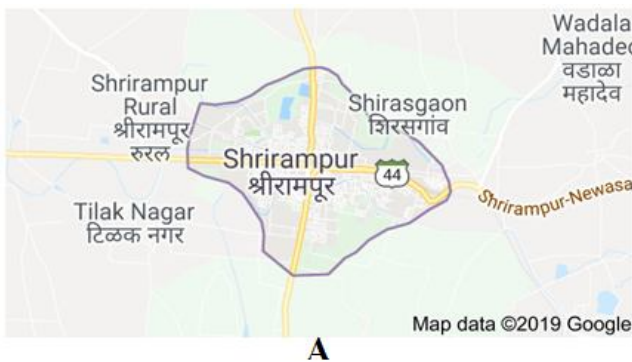 Wadala
Mahadeo
वडाळा
महादेव
Shrirampur
Rural
श्रीरामपूर
रुरल
Shirasgaon
शिरसगांव
Shrirampur
श्रीरामपूर
44
Shrirampur-Newasa
Tilak Nagar
टिळक नगर
Map data ©2019 Google
A